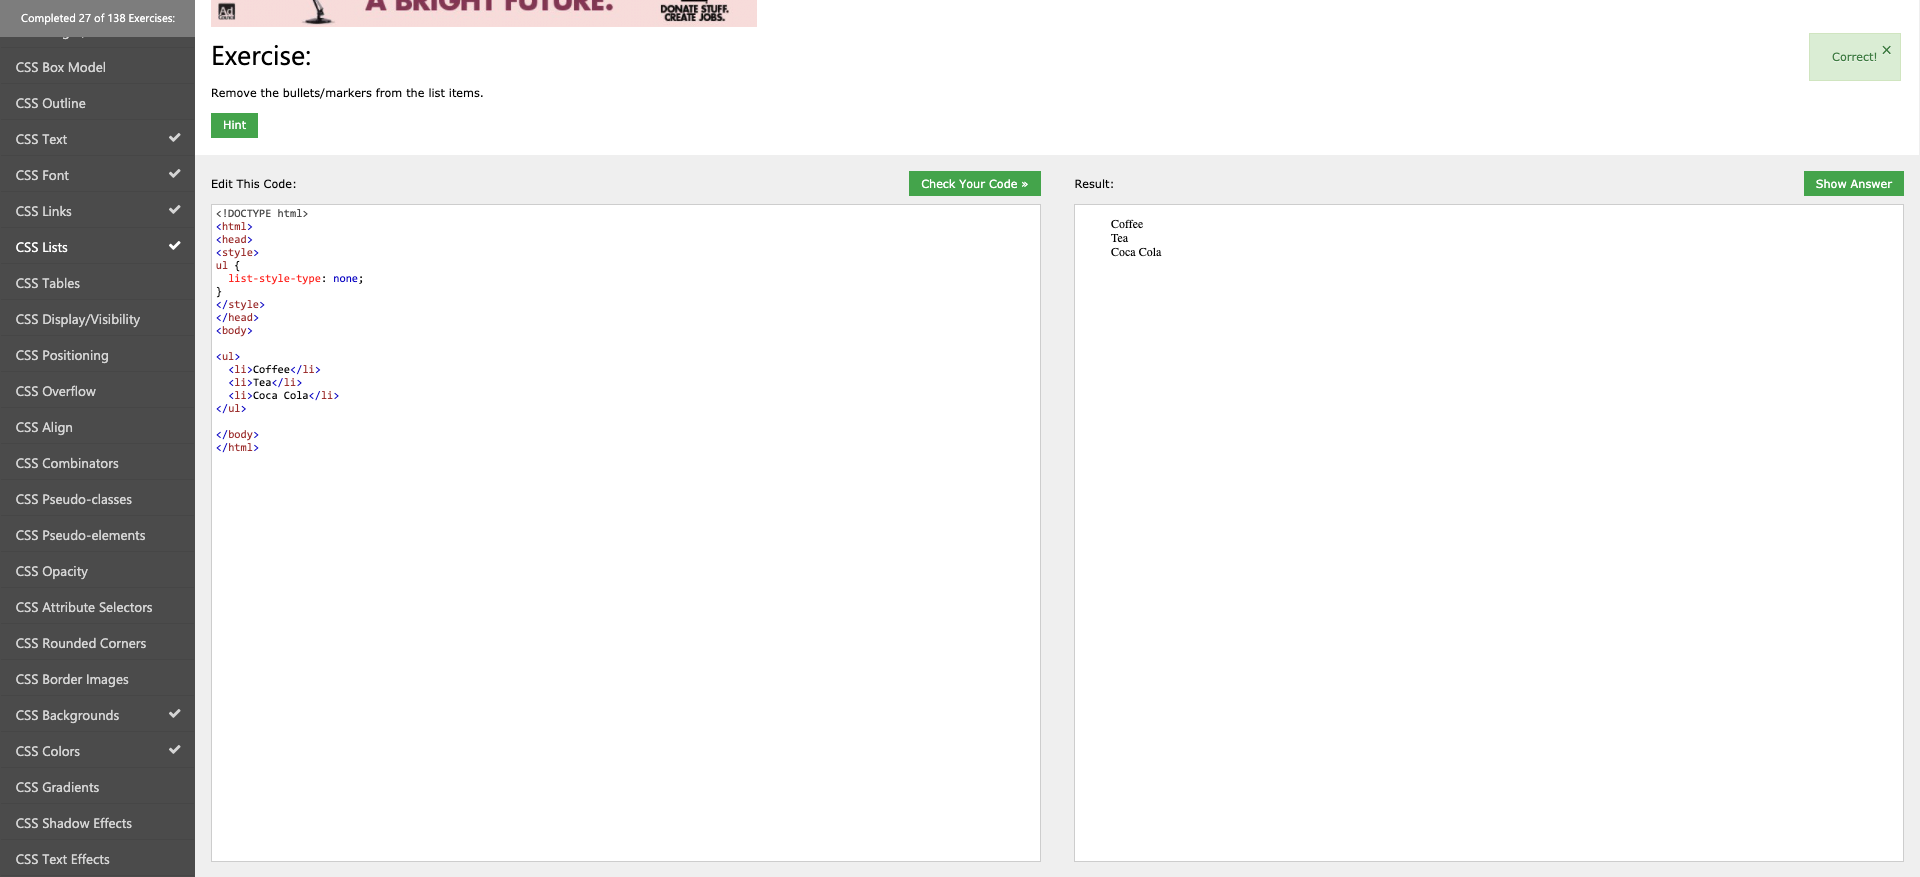 Completed 27 of 138 Exercises:
CSS Box Model
CSS Outline
CSS Text
CSS Font
CSS Links
CSS Lists
CSS Tables
CSS Display/Visibility
CSS Positioning
CSS Overflow
CSS Align
CSS Combinators
CSS Pseudo-classes
CSS Pseudo-elements
CSS Opacity
CSS Attribute Selectors
CSS Rounded Corners
CSS Border Images
CSS Backgrounds
CSS Colors
CSS Gradients
CSS Shadow Effects
CSS Text Effects
Ad
A BRIGHT FUTURE.
DONATE STUFF.
CREATE JOBS.
Exercise:
Correct! ×
Remove the bullets/markers from the list items.
Hint
Edit This Code:
Check Your Code »
<!DOCTYPE html>
<html>
<head>
<style>
ul {
  list-style-type: none;
}
</style>
</head>
<body>

<ul>
  <li>Coffee</li>
  <li>Tea</li>
  <li>Coca Cola</li>
</ul>

</body>
</html>
Result:
Show Answer
Coffee
Tea
Coca Cola